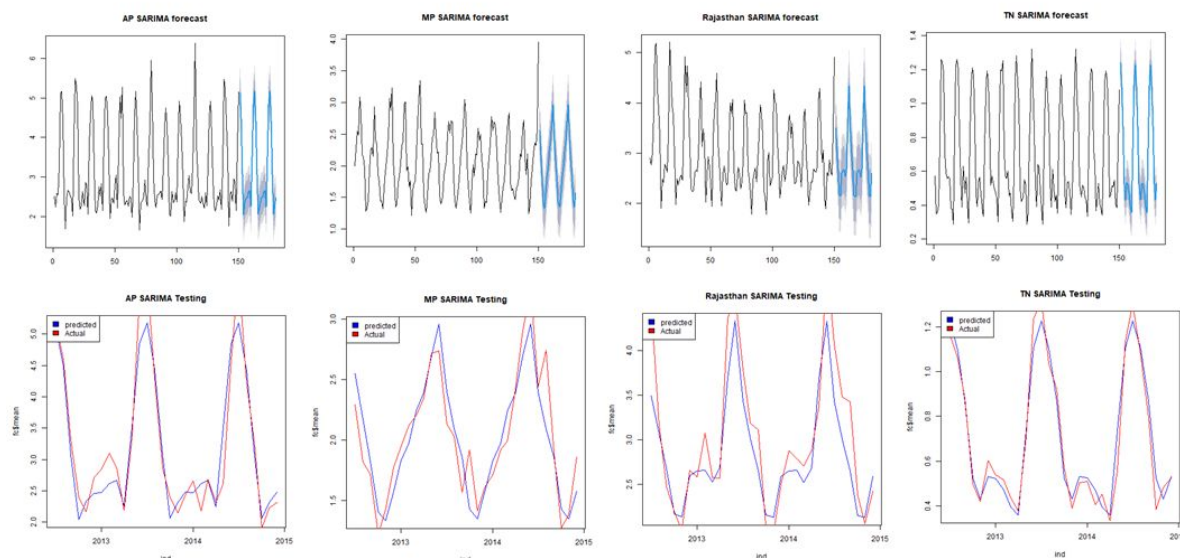 AP SARIMA forecast
MP SARIMA forecast
Rajasthan SARIMA forecast
TN SARIMA forecast
6
5
4
3
2
0
50
100
150
4.0
3.5
3.0
2.5
2.0
1.5
1.0
0
50
100
150
5
4
3
2
0
50
100
150
1.4
1.2
1.0
0.8
0.6
0.4
0.2
0
50
100
150
AP SARIMA Testing
MP SARIMA Testing
Rajasthan SARIMA Testing
TN SARIMA Testing
predicted
Actual
fc$mean
5.0
4.5
4.0
3.5
3.0
2.5
2.0
2013
2014
2015
ind
predicted
Actual
fc$mean
3.0
2.5
2.0
1.5
2013
2014
2015
ind
predicted
Actual
fc$mean
4.0
3.5
3.0
2.5
2013
2014
2015
ind
predicted
Actual
fc$mean
1.2
1.0
0.8
0.6
0.4
2013
2014
2015
ind